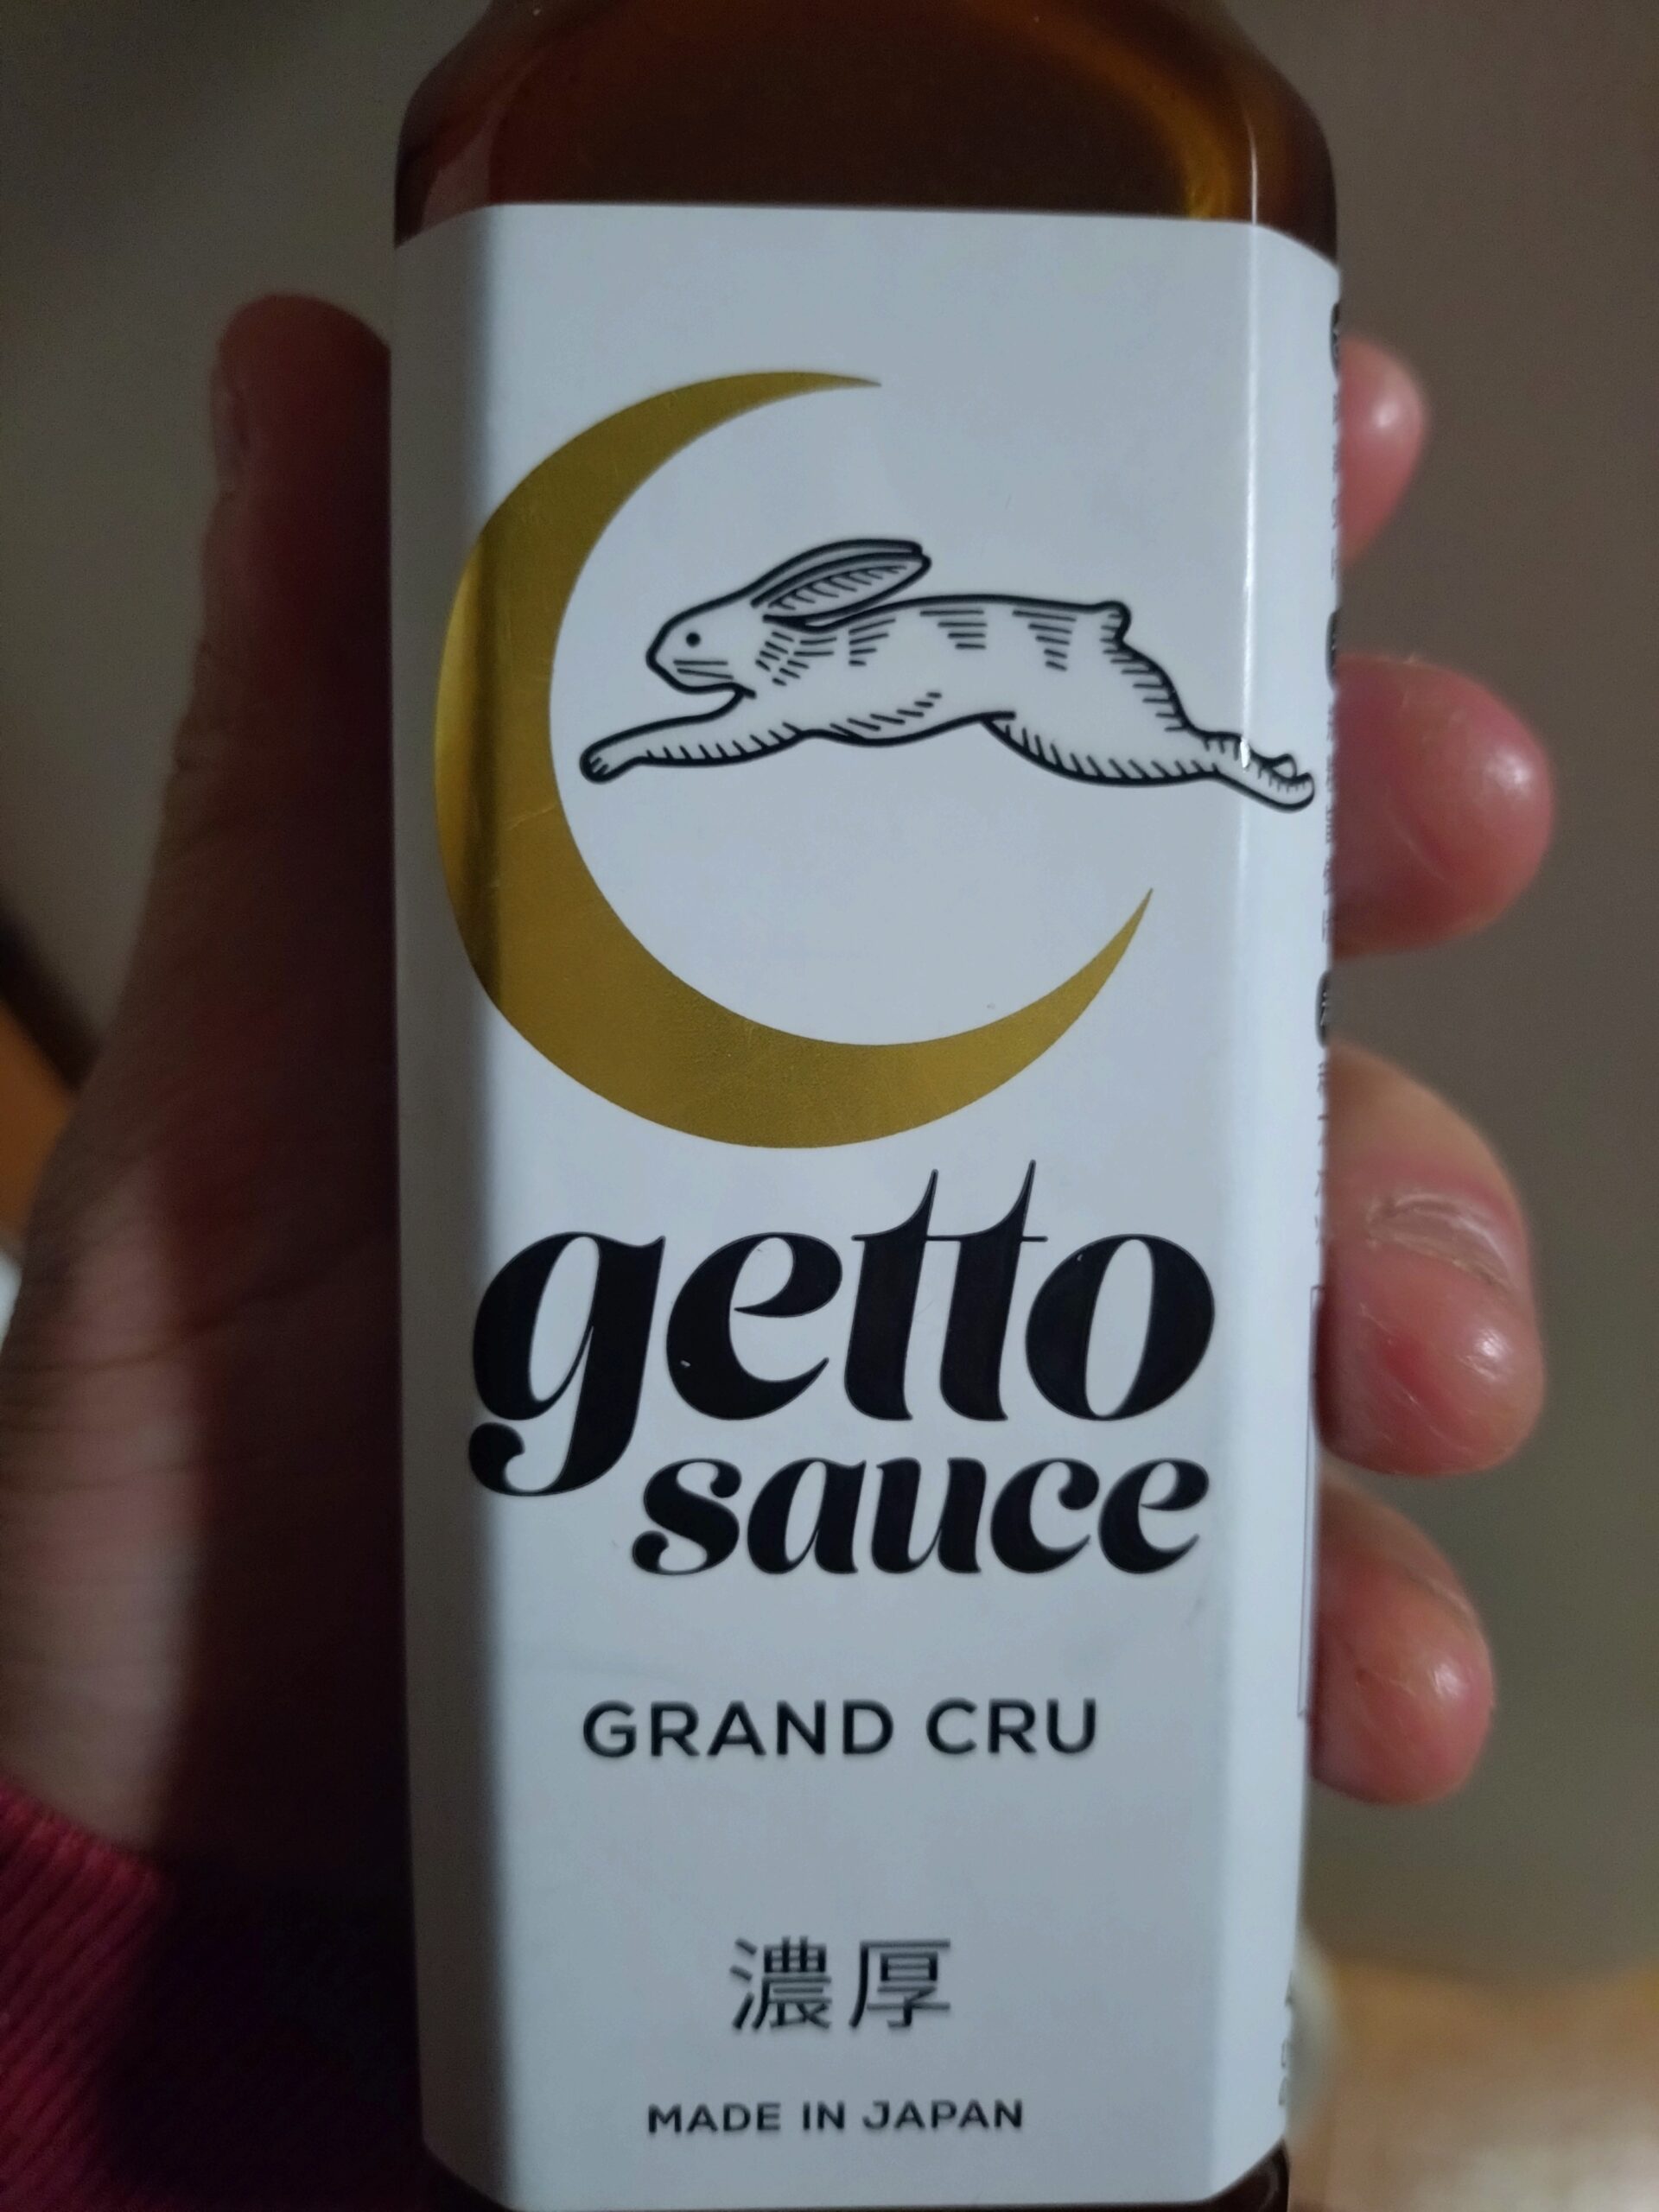 getto
sauce
GRAND CRU
濃厚
MADE IN JAPAN